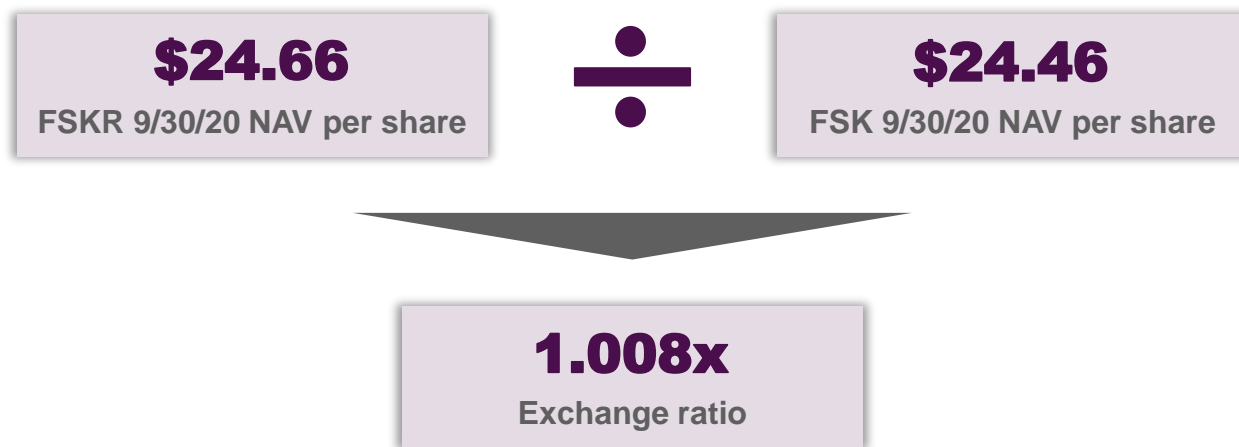 $24.66
FSKR 9/30/20 NAV per share
÷
$24.46
FSK 9/30/20 NAV per share
1.008x
Exchange ratio